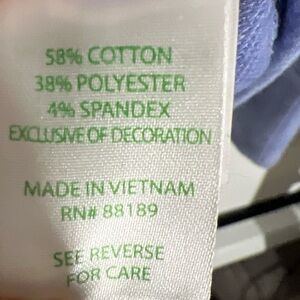 58% COTTON
38% POLYESTER
4% SPANDEX
EXCLUSIVE OF DECORATION
MADE IN VIETNAM
RN# 88189
SEE REVERSE
FOR CARE